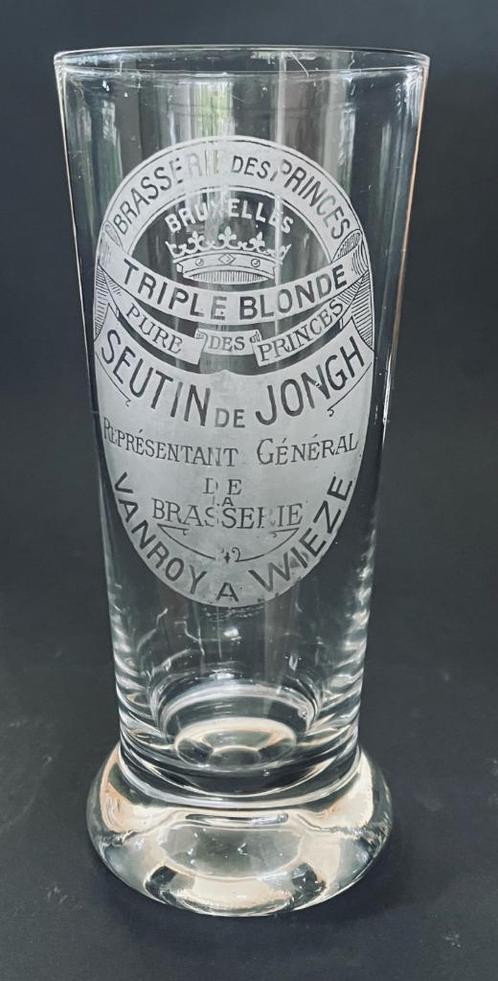 BRASSERIE DES PRINCES
BRUXELLES
TRIPLE BLONDE
PURE DES PRINCES
SEUTIN DE JONGH
REPRÉSENTANT GÉNÉRAL
DE
LA
BRASSERIE
VANROY A WIEZE